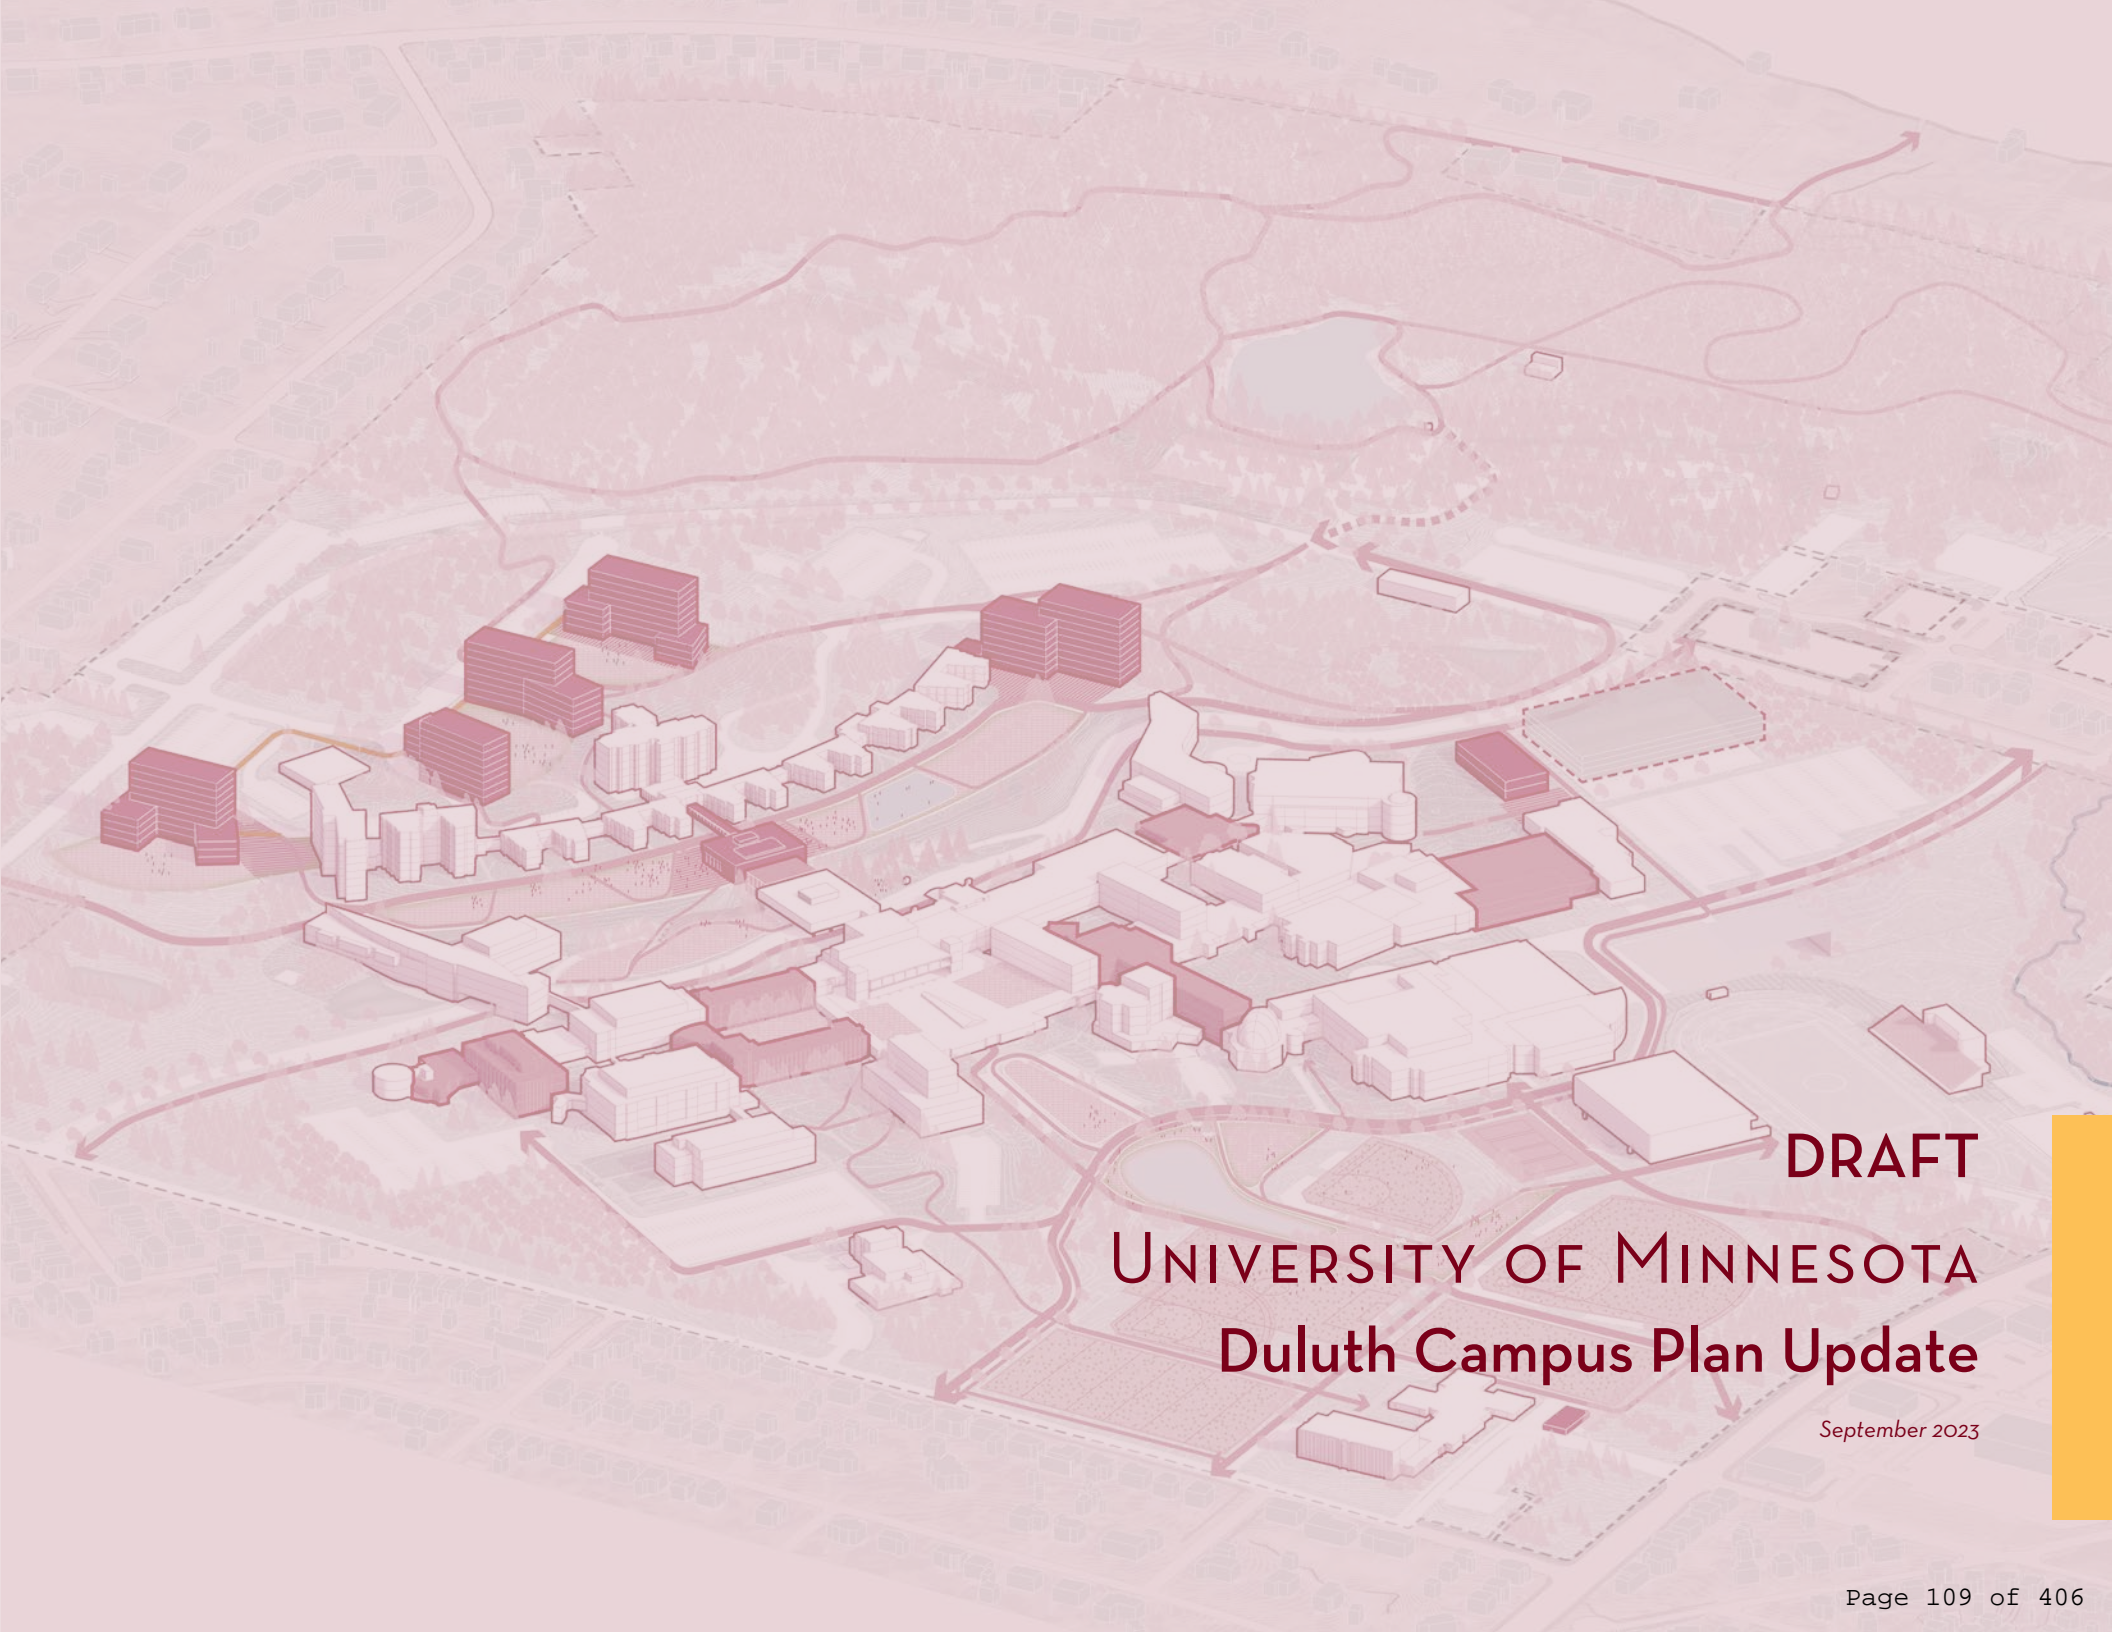 DRAFT
University of Minnesota
Duluth Campus Plan Update
September 2023
Page 109 of 406